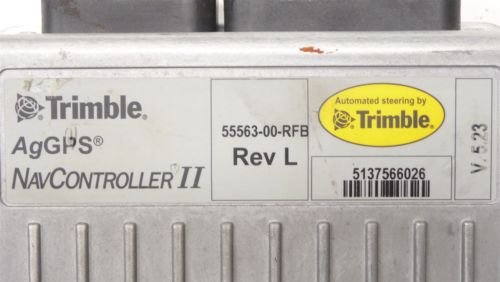 Trimble®
AgGPS®
NAVCONTROLLER II
55563-00-RFB
Rev L
Automated steering by
Trimble®
5137566026
V. 5.23